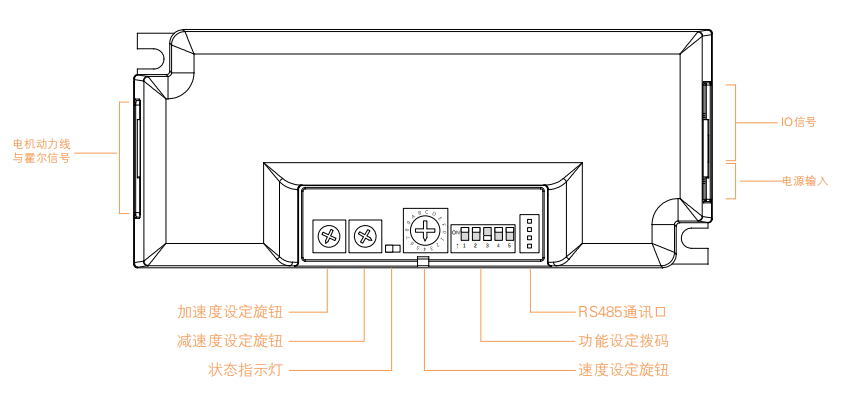 电机动力线
与霍尔信号
IO信号
电源输入
ON
↑ 1 2 3 4 5
加速度设定旋钮
减速度设定旋钮
状态指示灯
RS485通讯口
功能设定拨码
速度设定旋钮